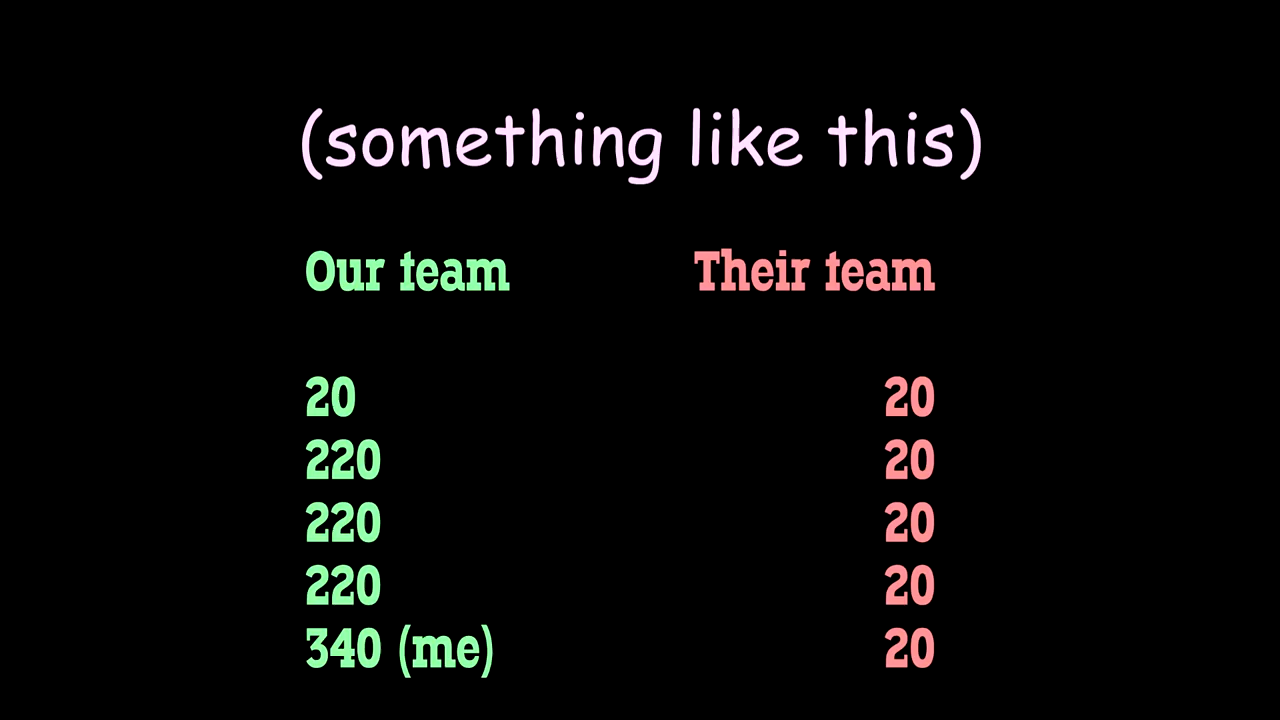 (something like this)
Our team Their team
20 20
220 20
220 20
220 20
340 (me) 20